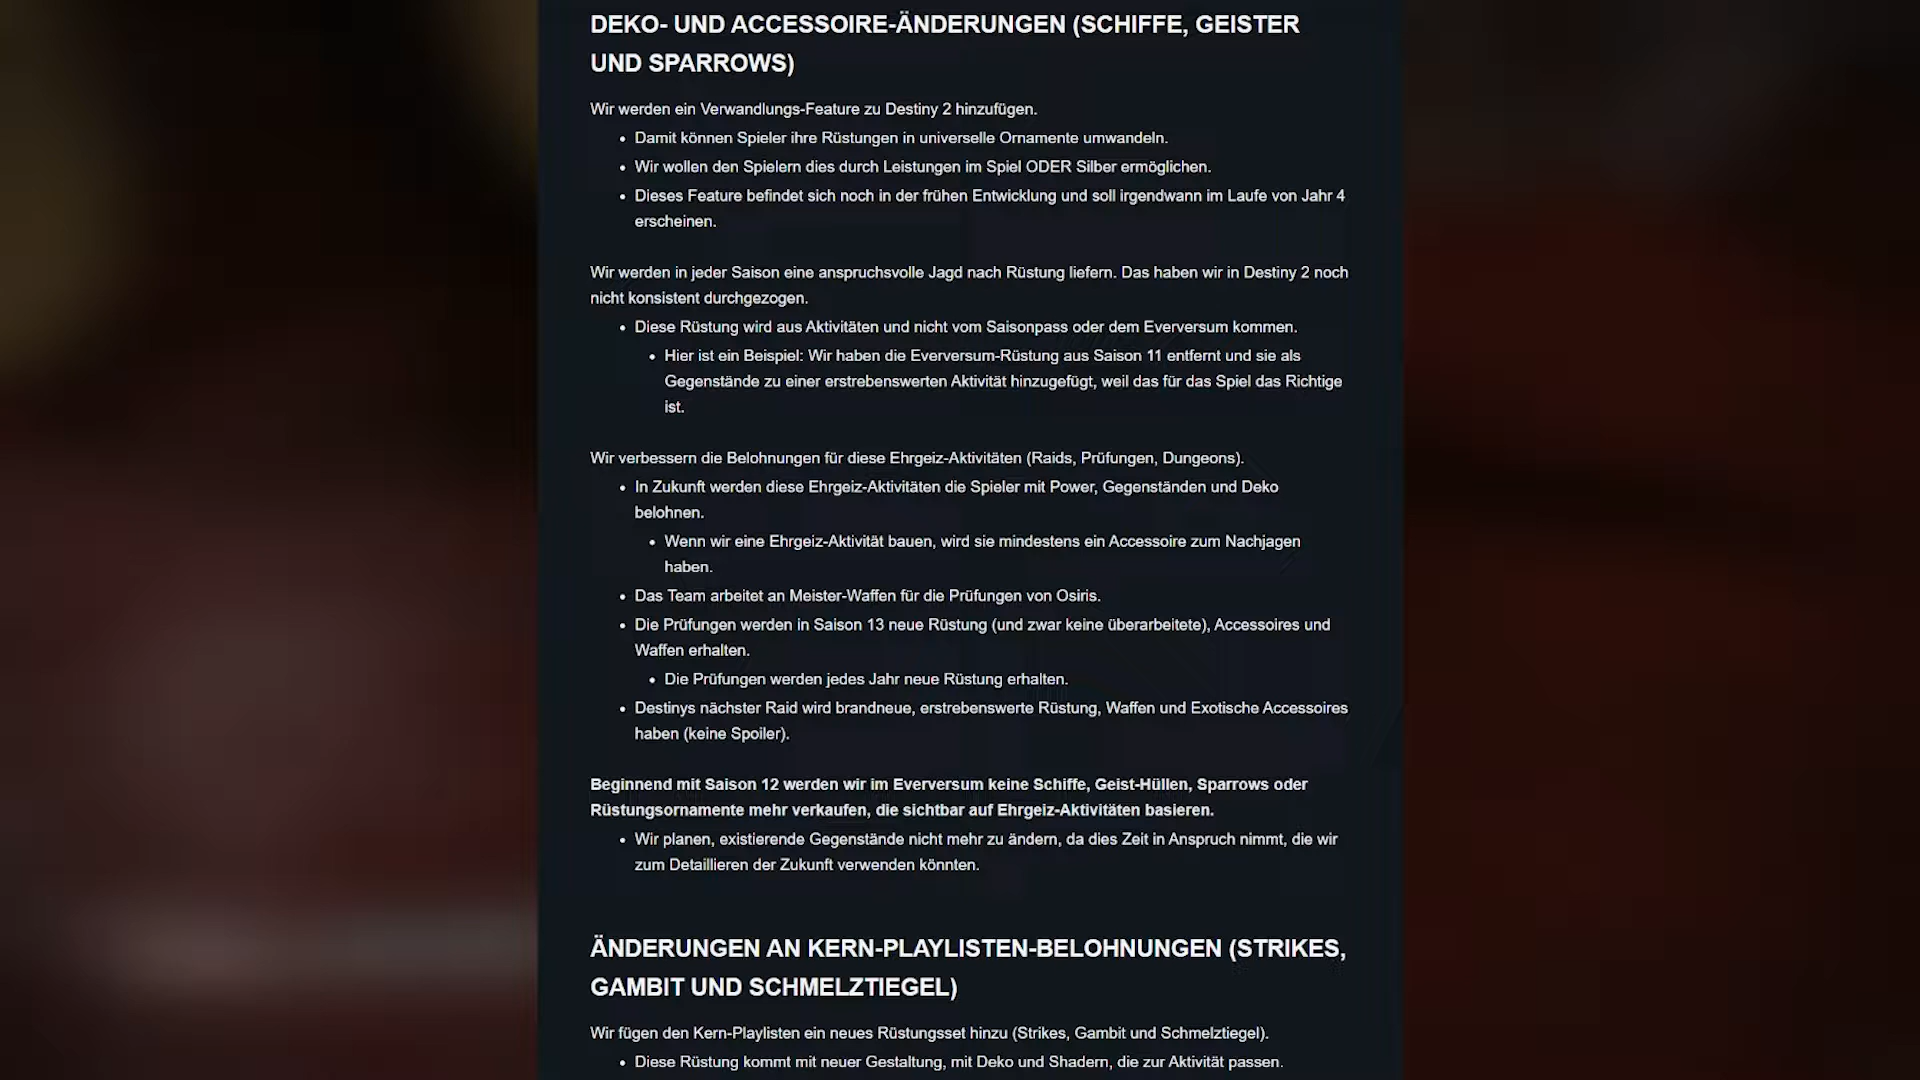 DEKO- UND ACCESSOIRE-ÄNDERUNGEN (SCHIFFE, GEISTER
UND SPARROWS)
Wir werden ein Verwandlungs-Feature zu Destiny 2 hinzufügen.
• Damit können Spieler ihre Rüstungen in universelle Ornamente umwandeln.
• Wir wollen den Spielern dies durch Leistungen im Spiel ODER Silber ermöglichen.
• Dieses Feature befindet sich noch in der frühen Entwicklung und soll irgendwann im Laufe von Jahr 4
erscheinen.
Wir werden in jeder Saison eine anspruchsvolle Jagd nach Rüstung liefern. Das haben wir in Destiny 2 noch
nicht konsistent durchgezogen.
• Diese Rüstung wird aus Aktivitäten und nicht vom Saisonpass oder dem Everversum kommen.
• Hier ist ein Beispiel: Wir haben die Everversum-Rüstung aus Saison 11 entfernt und sie als
Gegenstände zu einer erstrebenswerten Aktivität hinzugefügt, weil das für das Spiel das Richtige
ist.
Wir verbessern die Belohnungen für diese Ehrgeiz-Aktivitäten (Raids, Prüfungen, Dungeons).
• In Zukunft werden diese Ehrgeiz-Aktivitäten die Spieler mit Power, Gegenständen und Deko
belohnen.
• Wenn wir eine Ehrgeiz-Aktivität bauen, wird sie mindestens ein Accessoire zum Nachjagen
haben.
• Das Team arbeitet an Meister-Waffen für die Prüfungen von Osiris.
• Die Prüfungen werden in Saison 13 neue Rüstung (und zwar keine überarbeitete), Accessoires und
Waffen erhalten.
• Die Prüfungen werden jedes Jahr neue Rüstung erhalten.
• Destinys nächster Raid wird brandneue, erstrebenswerte Rüstung, Waffen und Exotische Accessoires
haben (keine Spoiler).
Beginnend mit Saison 12 werden wir im Everversum keine Schiffe, Geist-Hüllen, Sparrows oder
Rüstungsornamente mehr verkaufen, die sichtbar auf Ehrgeiz-Aktivitäten basieren.
• Wir planen, existierende Gegenstände nicht mehr zu ändern, da dies Zeit in Anspruch nimmt, die wir
zum Detaillieren der Zukunft verwenden könnten.
ÄNDERUNGEN AN KERN-PLAYLISTEN-BELOHNUNGEN (STRIKES,
GAMBIT UND SCHMELZTIEGEL)
Wir fügen den Kern-Playlisten ein neues Rüstungsset hinzu (Strikes, Gambit und Schmelztiegel).
• Diese Rüstung kommt mit neuer Gestaltung, mit Deko und Shadern, die zur Aktivität passen.